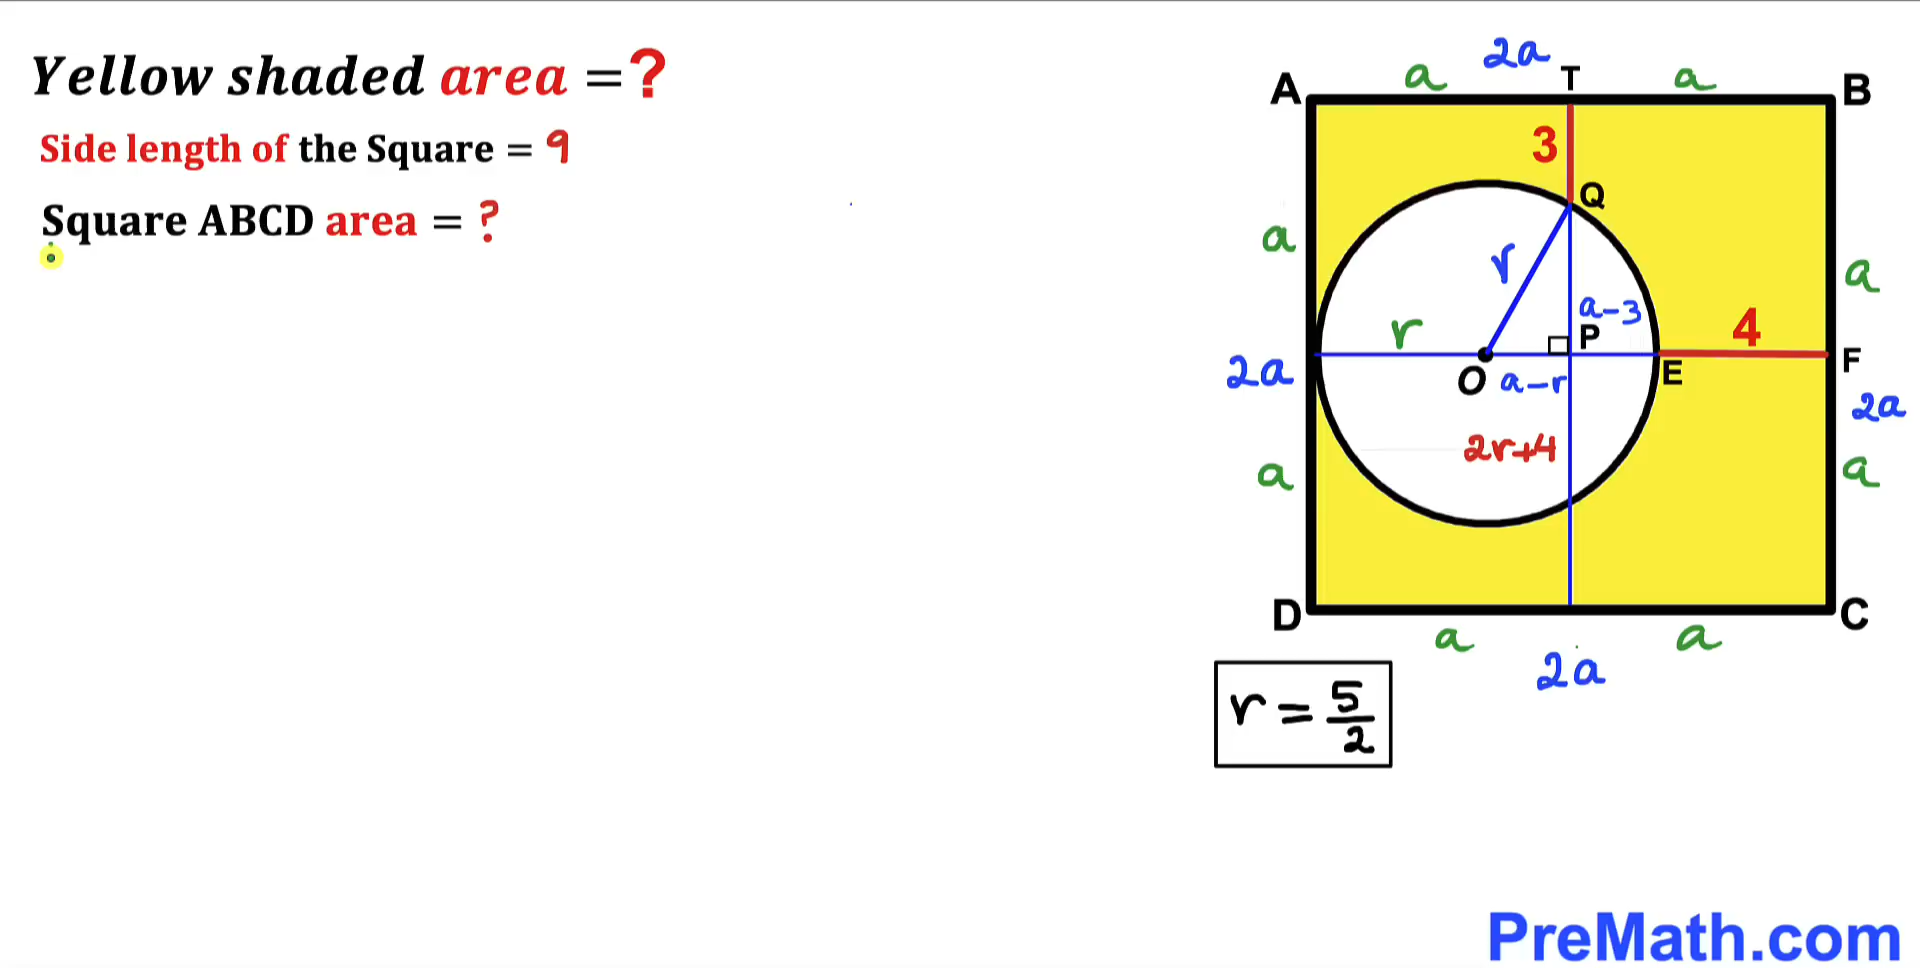 Yellow shaded area = ?
Side length of the Square = 9
Square ABCD area = ?
2a
a T a
A B
3
Q
a r a
a-3
r P 4
2a O a-r E F
2a
2r+4
a a
D C
a a
2a
r = 5/2
PreMath.com